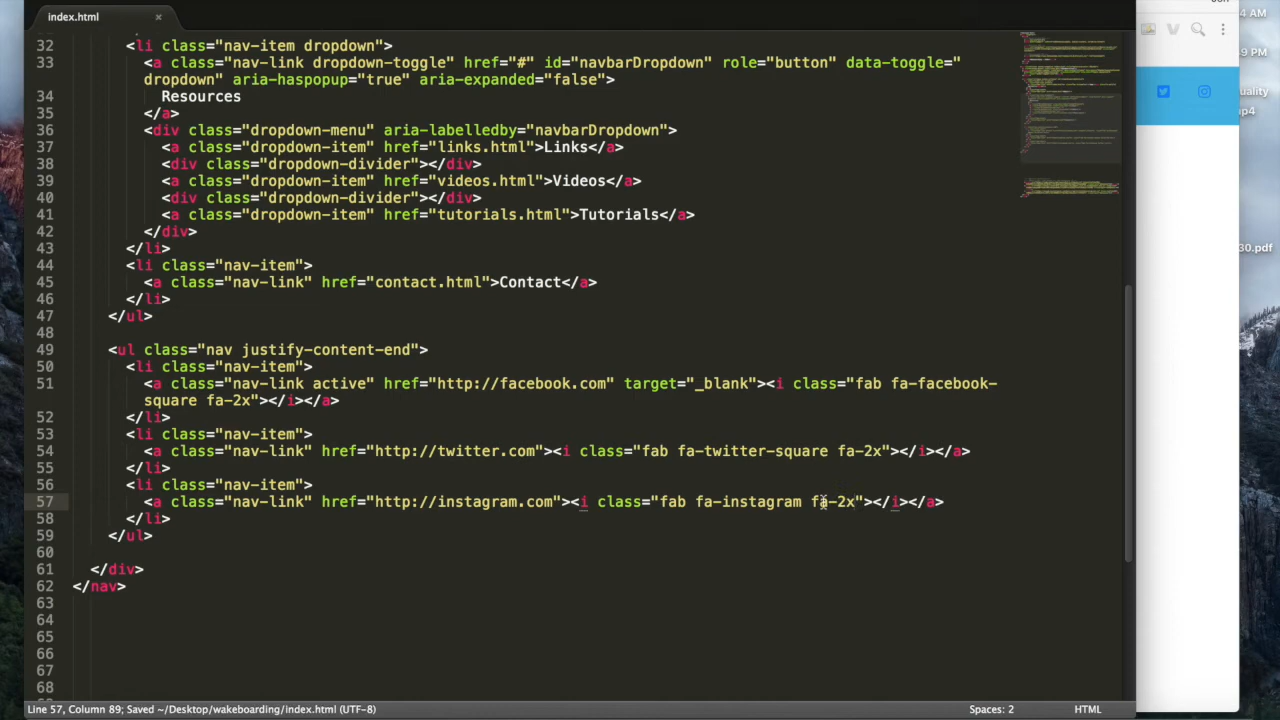 index.html ×
32 <li class="nav-item dropdown">
33 <a class="nav-link dropdown-toggle" href="#" id="navbarDropdown" role="button" data-toggle="
dropdown" aria-haspopup="true" aria-expanded="false">
34 Resources
35 </a>
36 <div class="dropdown-menu" aria-labelledby="navbarDropdown">
37 <a class="dropdown-item" href="links.html">Links</a>
38 <div class="dropdown-divider"></div>
39 <a class="dropdown-item" href="videos.html">Videos</a>
40 <div class="dropdown-divider"></div>
41 <a class="dropdown-item" href="tutorials.html">Tutorials</a>
42 </div>
43 </li>
44 <li class="nav-item">
45 <a class="nav-link" href="contact.html">Contact</a>
46 </li>
47 </ul>
48
49 <ul class="nav justify-content-end">
50 <li class="nav-item">
51 <a class="nav-link active" href="http://facebook.com" target="_blank"><i class="fab fa-facebook-
square fa-2x"></i></a>
52 </li>
53 <li class="nav-item">
54 <a class="nav-link" href="http://twitter.com"><i class="fab fa-twitter-square fa-2x"></i></a>
55 </li>
56 <li class="nav-item">
57 <a class="nav-link" href="http://instagram.com"><i class="fab fa-instagram fa-2x"></i></a>
58 </li>
59 </ul>
60
61 </div>
62 </nav>
63
64
65
66
67
68
Line 57, Column 89; Saved ~/Desktop/wakeboarding/index.html (UTF-8)
Spaces: 2
HTML
4 AM
9 PM
uality
mp4
30.pdf